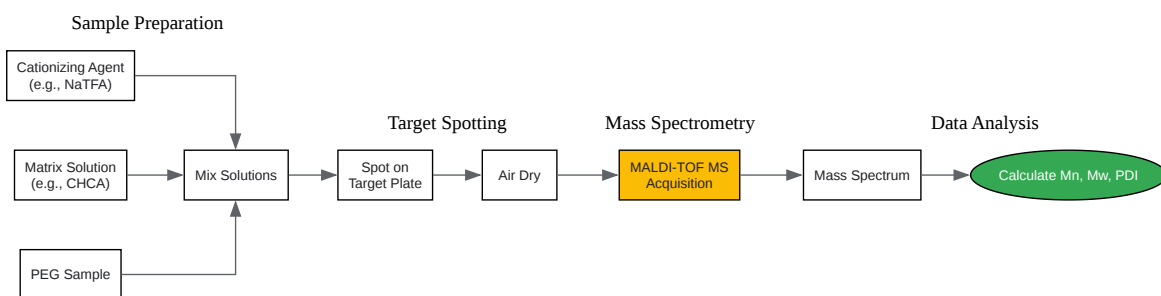 Sample Preparation
Cationizing Agent
(e.g., NaTFA)
Matrix Solution
(e.g., CHCA)
PEG Sample
Mix Solutions
Target Spotting
Spot on
Target Plate
Air Dry
Mass Spectrometry
MALDI-TOF MS
Acquisition
Mass Spectrum
Data Analysis
Calculate Mn, Mw, PDI